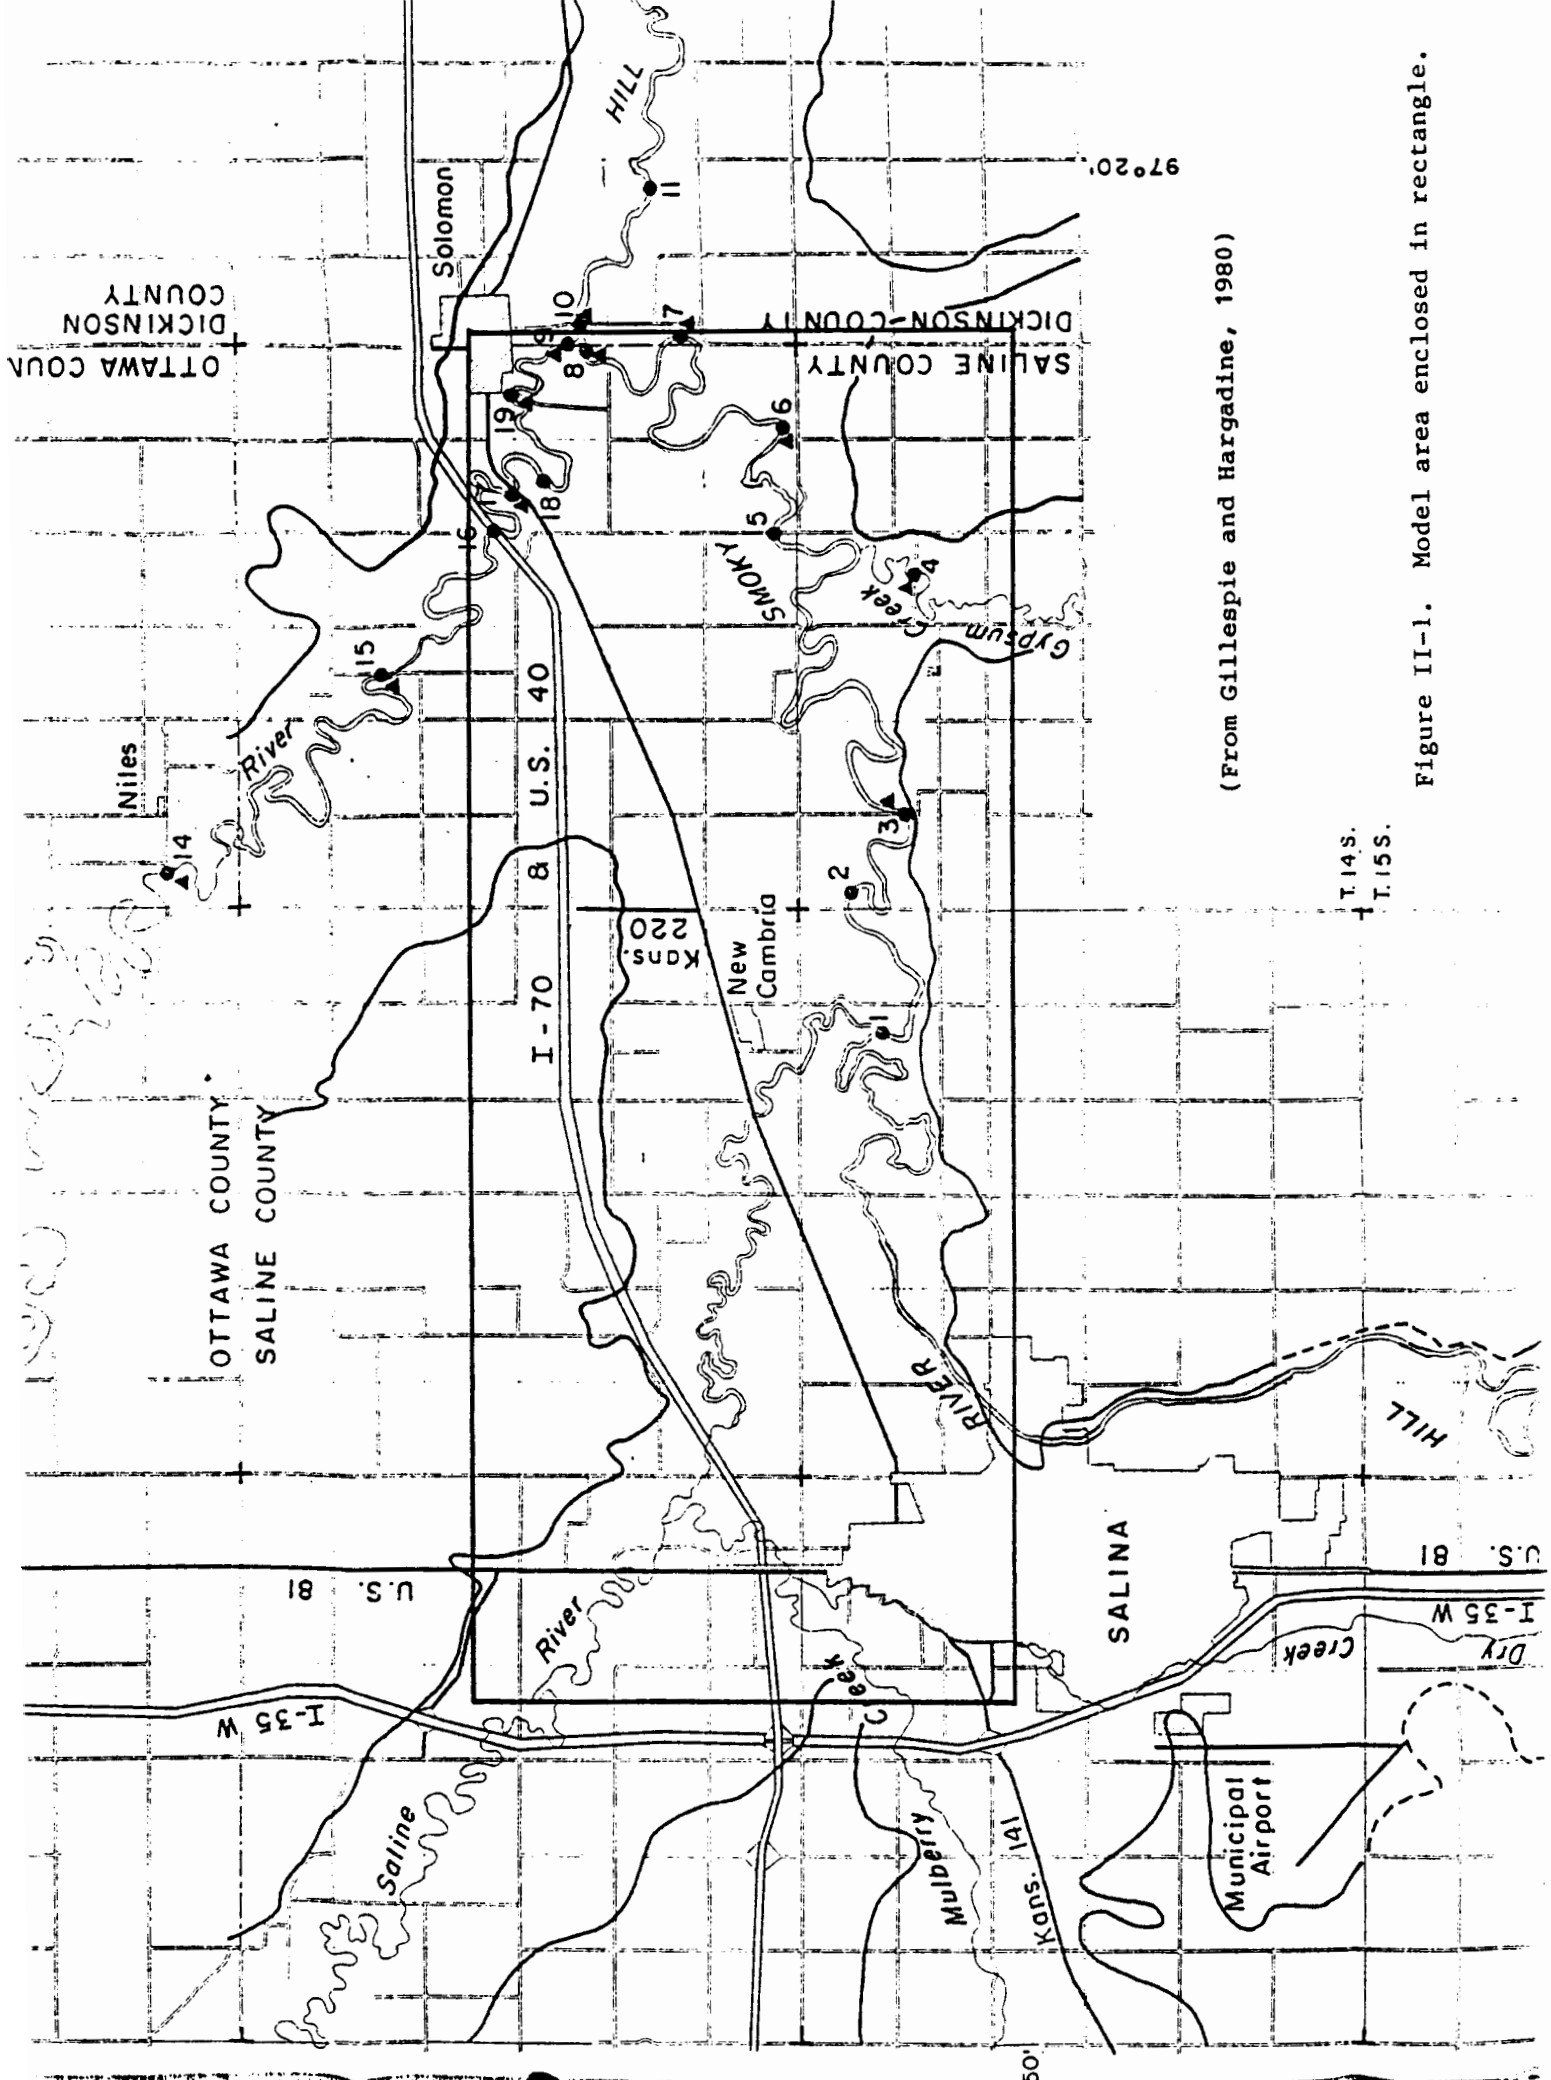 OTTAWA COUN
DICKINSON
COUNTY
Solomon
HILL
11
97°20'
Niles
14
River
15
16
17
18
19
8
9
10
7
6
5
SMOKY
4
Gypsum
Creek
SALINE COUNTY
DICKINSON-COUNTY
OTTAWA COUNTY
SALINE COUNTY
I-70 & U.S. 40
Kans.
220
New
Cambria
1
2
3
RIVER
HILL
U.S. 81
I-35 W
River
Saline
Creek
Mulberry
Kans. 141
SALINA
U.S. 81
I-35 W
Dry
Creek
Municipal
Airport
50'
T.14 S.
T.15 S.
(From Gillespie and Hargadine, 1980)
Figure II-1. Model area enclosed in rectangle.